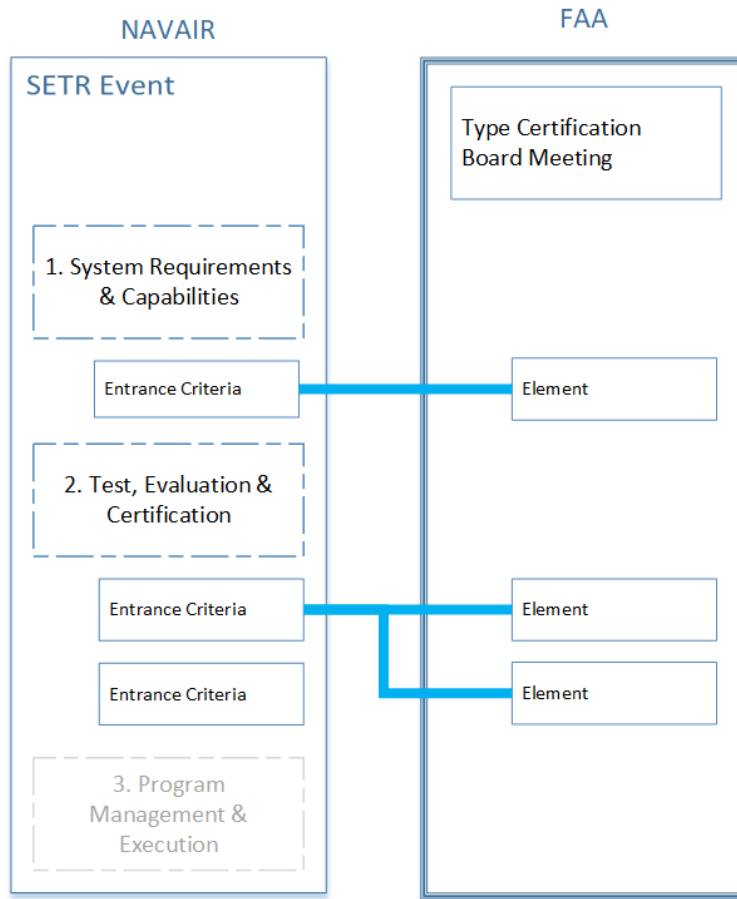 NAVAIR
FAA
SETR Event
Type Certification
Board Meeting
1. System Requirements
& Capabilities
Entrance Criteria
Element
2. Test, Evaluation &
Certification
Entrance Criteria
Element
Entrance Criteria
Element
3. Program
Management &
Execution